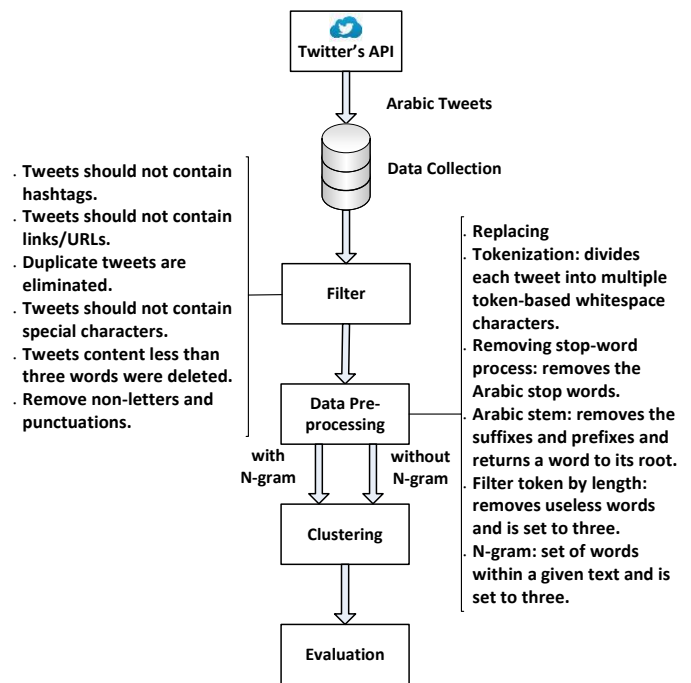 Twitter's API
Arabic Tweets
Data Collection
. Tweets should not contain
hashtags.
. Tweets should not contain
links/URLs.
. Duplicate tweets are
eliminated.
. Tweets should not contain
special characters.
. Tweets content less than
three words were deleted.
. Remove non-letters and
punctuations.
Filter
Data Pre-
processing
. Replacing
. Tokenization: divides
each tweet into multiple
token-based whitespace
characters.
. Removing stop-word
process: removes the
Arabic stop words.
. Arabic stem: removes the
suffixes and prefixes and
returns a word to its root.
. Filter token by length:
removes useless words
and is set to three.
. N-gram: set of words
within a given text and is
set to three.
with
N-gram
without
N-gram
Clustering
Evaluation